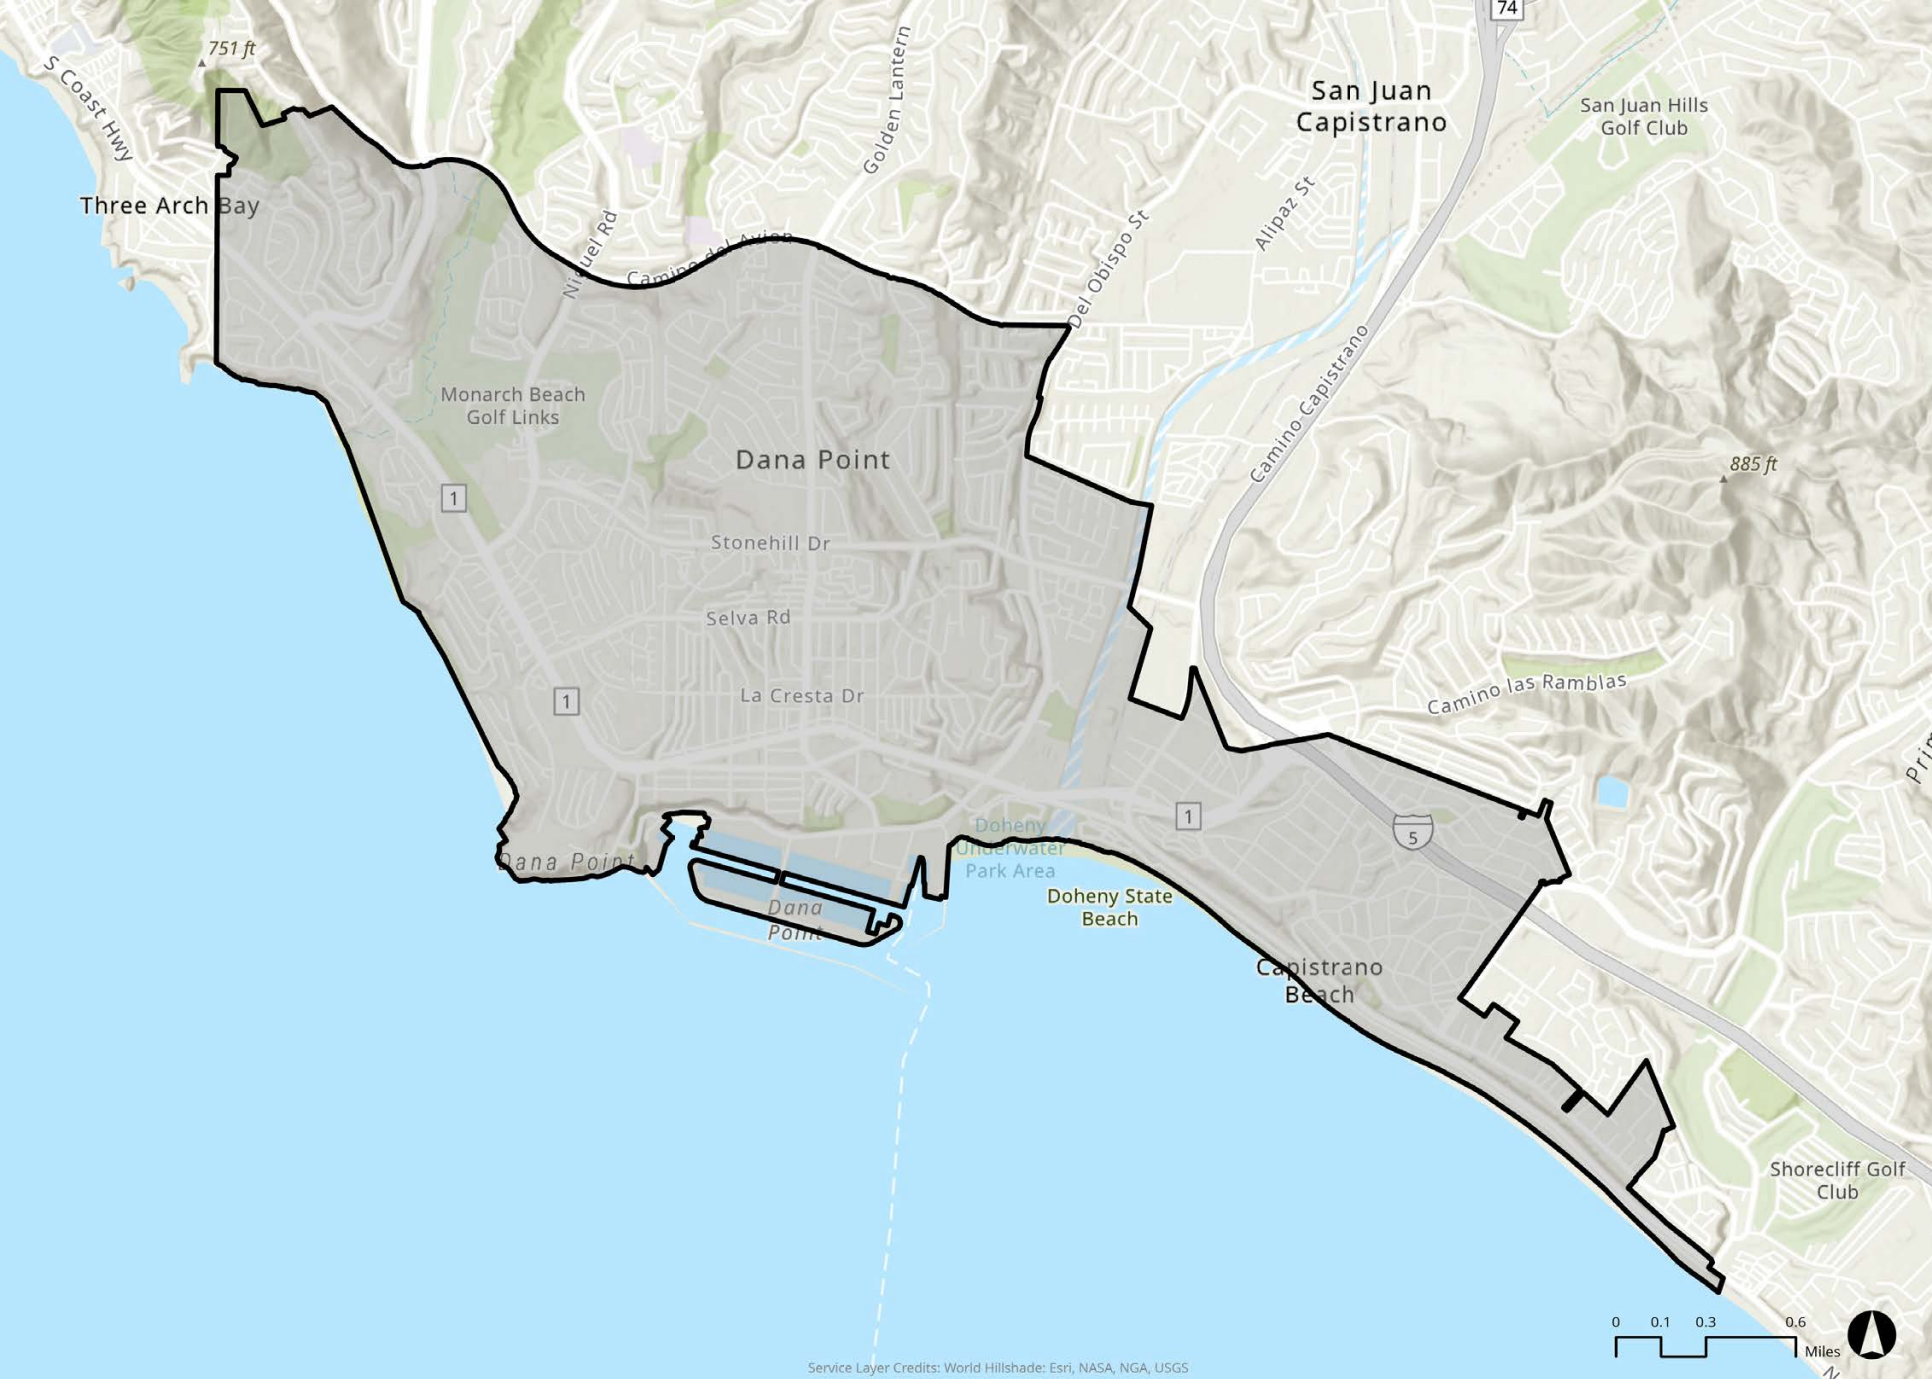 74
751 ft
S Coast Hwy
Golden Lantern
San Juan
Capistrano
San Juan Hills
Golf Club
Three Arch Bay
Alipaz St
Del Obispo St
Niguel Rd
Camino del Avion
Camino Capistrano
Monarch Beach
Golf Links
Dana Point
885 ft
1
Stonehill Dr
Selva Rd
La Cresta Dr
1
Camino las Ramblas
Prim
1
5
Doheny
Underwater
Park Area
Dana Point
Doheny State
Beach
Dana
Point
Capistrano
Beach
Shorecliff Golf
Club
0 0.1 0.3 0.6
Miles
N
Service Layer Credits: World Hillshade: Esri, NASA, NGA, USGS